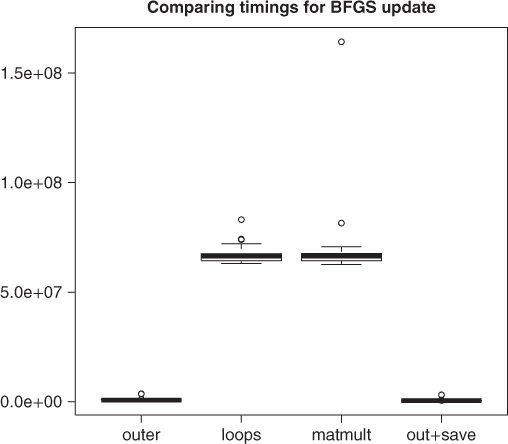 Comparing timings for BFGS update
1.5e+08
1.0e+08
5.0e+07
0.0e+00
outer loops matmult out+save